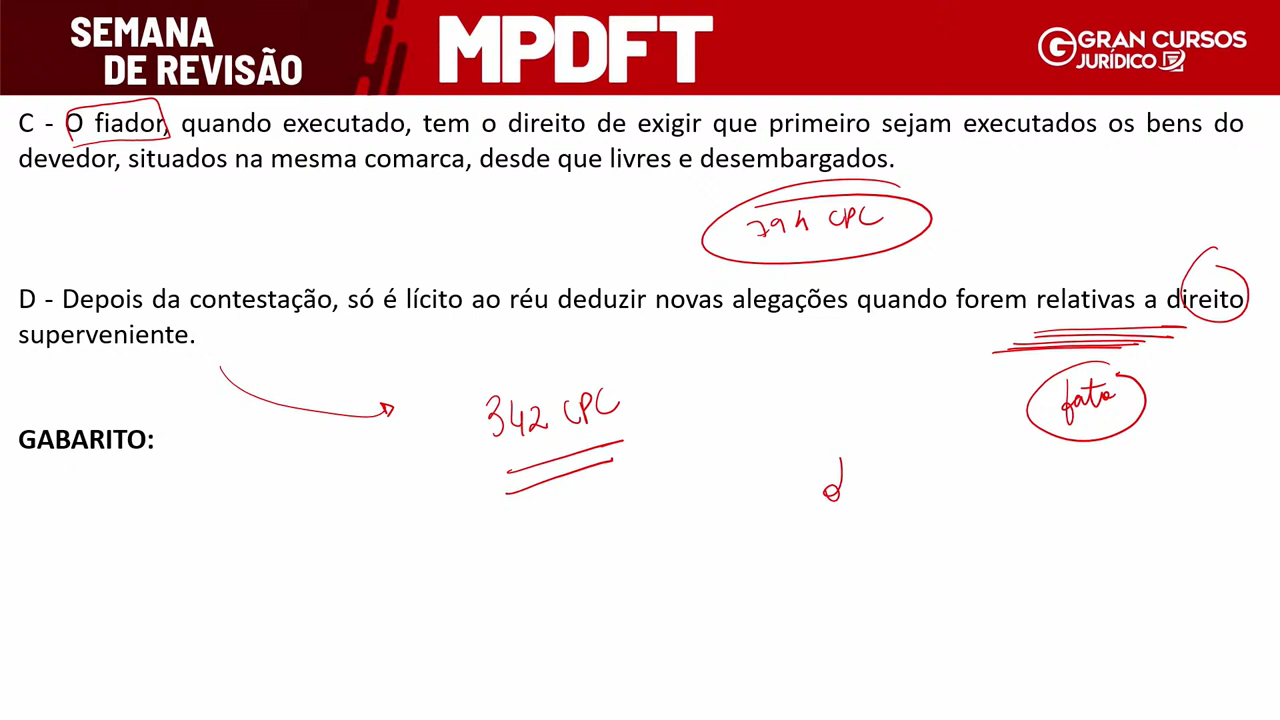 SEMANA
DE REVISÃO
MPDFT
GRAN CURSOS
JURÍDICO
C - O fiador, quando executado, tem o direito de exigir que primeiro sejam executados os bens do
devedor, situados na mesma comarca, desde que livres e desembargados.
794 CPC
D - Depois da contestação, só é lícito ao réu deduzir novas alegações quando forem relativas a direito
superveniente.
fato
342 CPC
GABARITO:
d